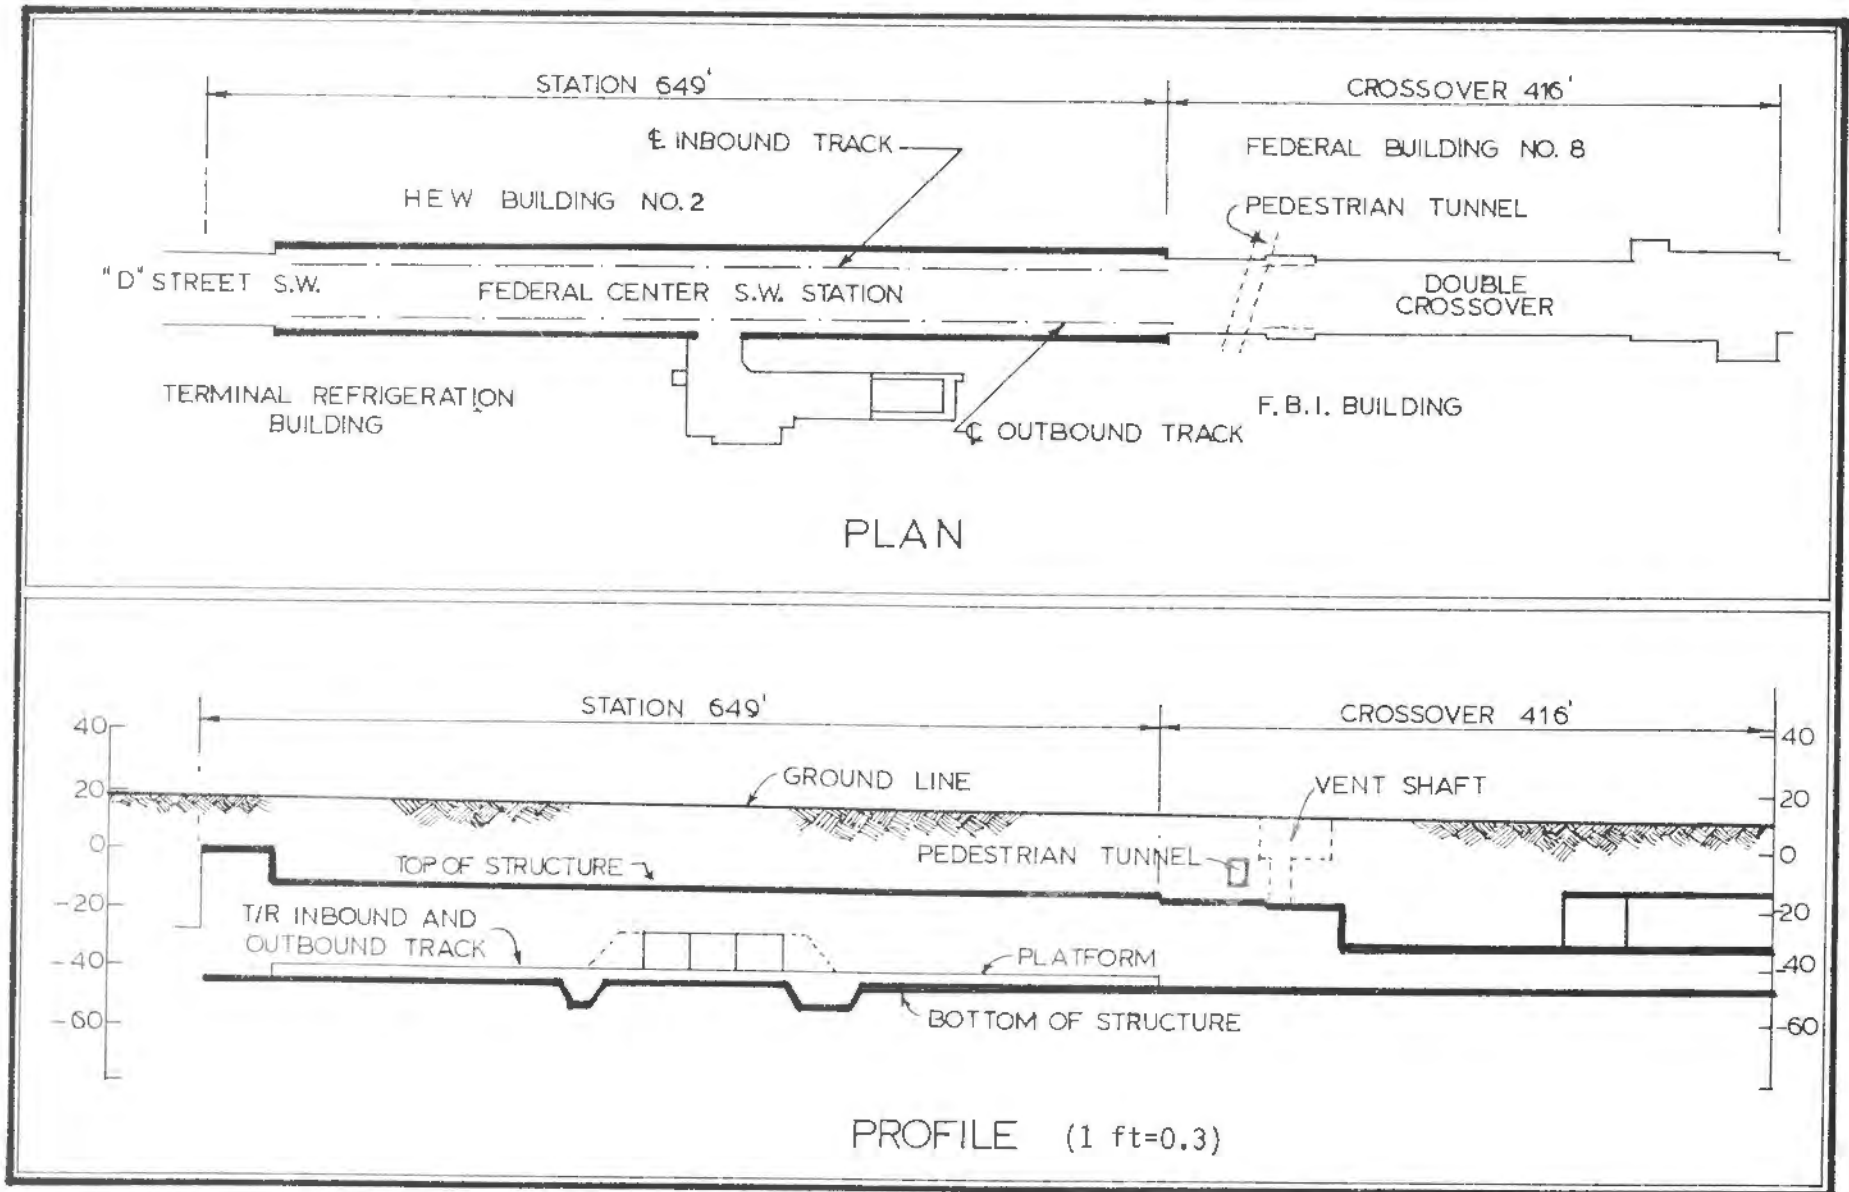 STATION 649'
CROSSOVER 416'
℄ INBOUND TRACK
FEDERAL BUILDING NO. 8
HEW BUILDING NO. 2
PEDESTRIAN TUNNEL
"D" STREET S.W.
FEDERAL CENTER S.W. STATION
DOUBLE
CROSSOVER
TERMINAL REFRIGERATION
BUILDING
F.B.I. BUILDING
℄ OUTBOUND TRACK
PLAN
STATION 649'
CROSSOVER 416'
40
20
0
-20
-40
-60
GROUND LINE
VENT SHAFT
PEDESTRIAN TUNNEL
TOP OF STRUCTURE
T/R INBOUND AND
OUTBOUND TRACK
PLATFORM
BOTTOM OF STRUCTURE
40
20
0
-20
-40
-60
PROFILE (1 ft=0.3)